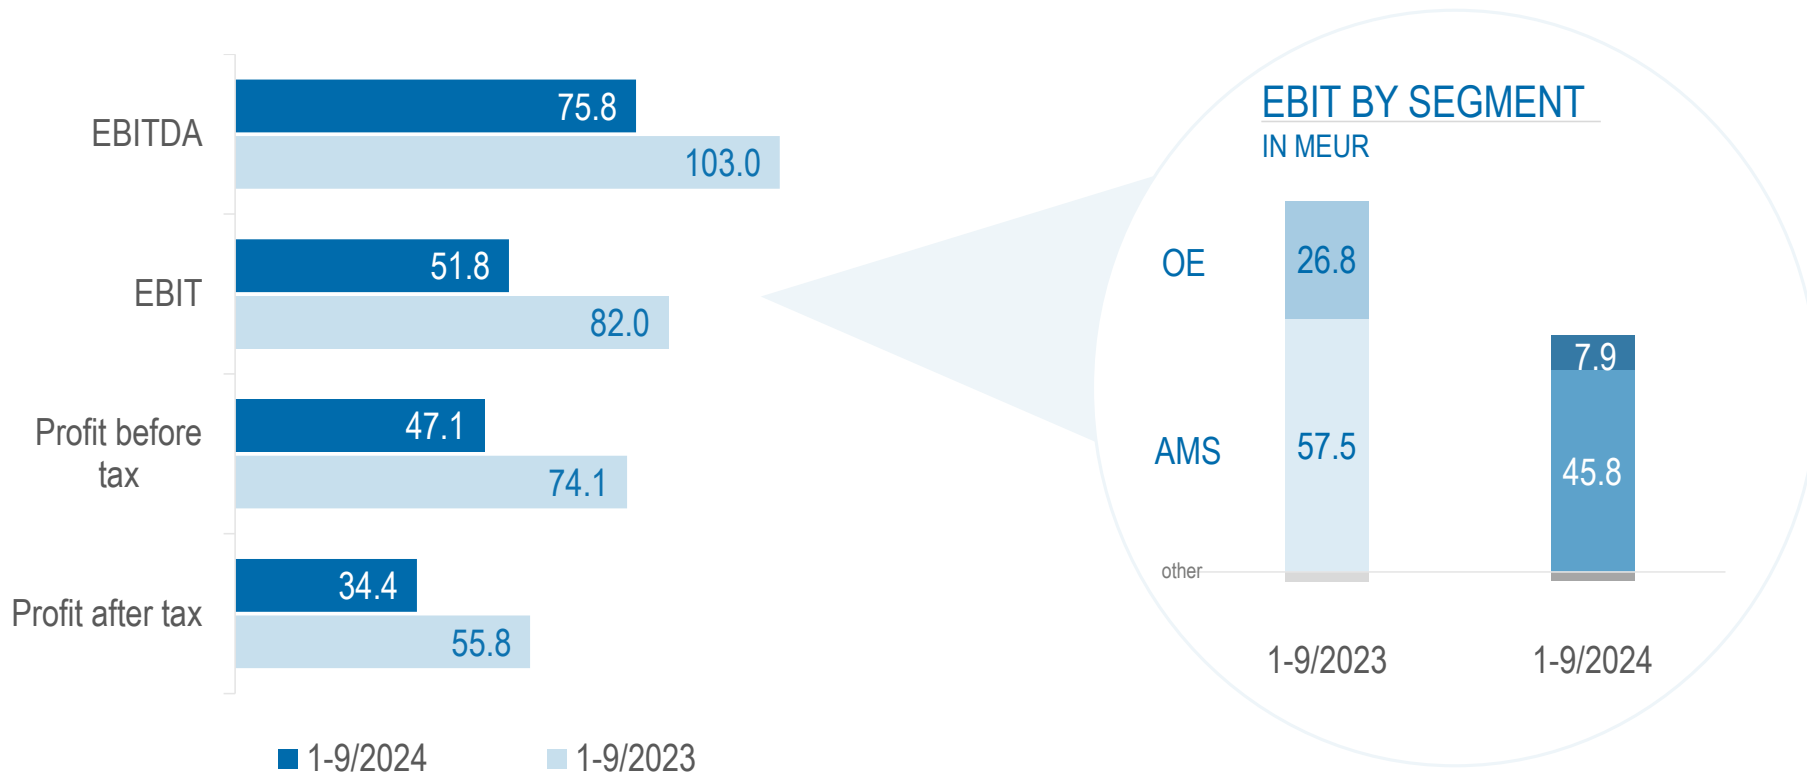 EBITDA
75.8
103.0
EBIT
51.8
82.0
Profit before
tax
47.1
74.1
Profit after tax
34.4
55.8
1-9/2024
1-9/2023
EBIT BY SEGMENT
IN MEUR
OE
26.8
7.9
AMS
57.5
45.8
other
1-9/2023
1-9/2024